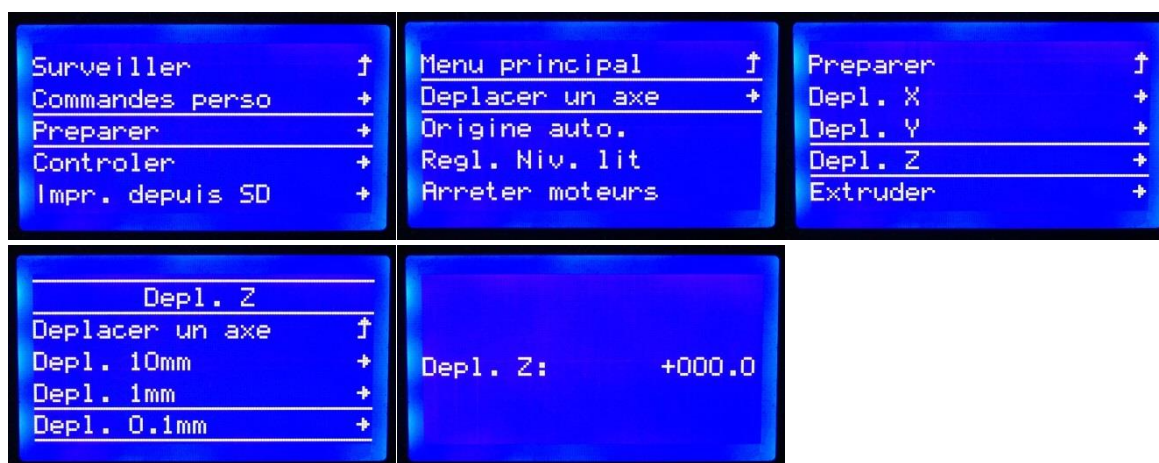 Surveiller
Commandes perso
Preparer
Controler
Impr. depuis SD
Menu principal
Deplacer un axe
Origine auto.
Regl. Niv. lit
Arreter moteurs
Preparer
Depl. X
Depl. Y
Depl. Z
Extruder
Depl. Z
Deplacer un axe
Depl. 10mm
Depl. 1mm
Depl. 0.1mm
Depl. Z: +000.0